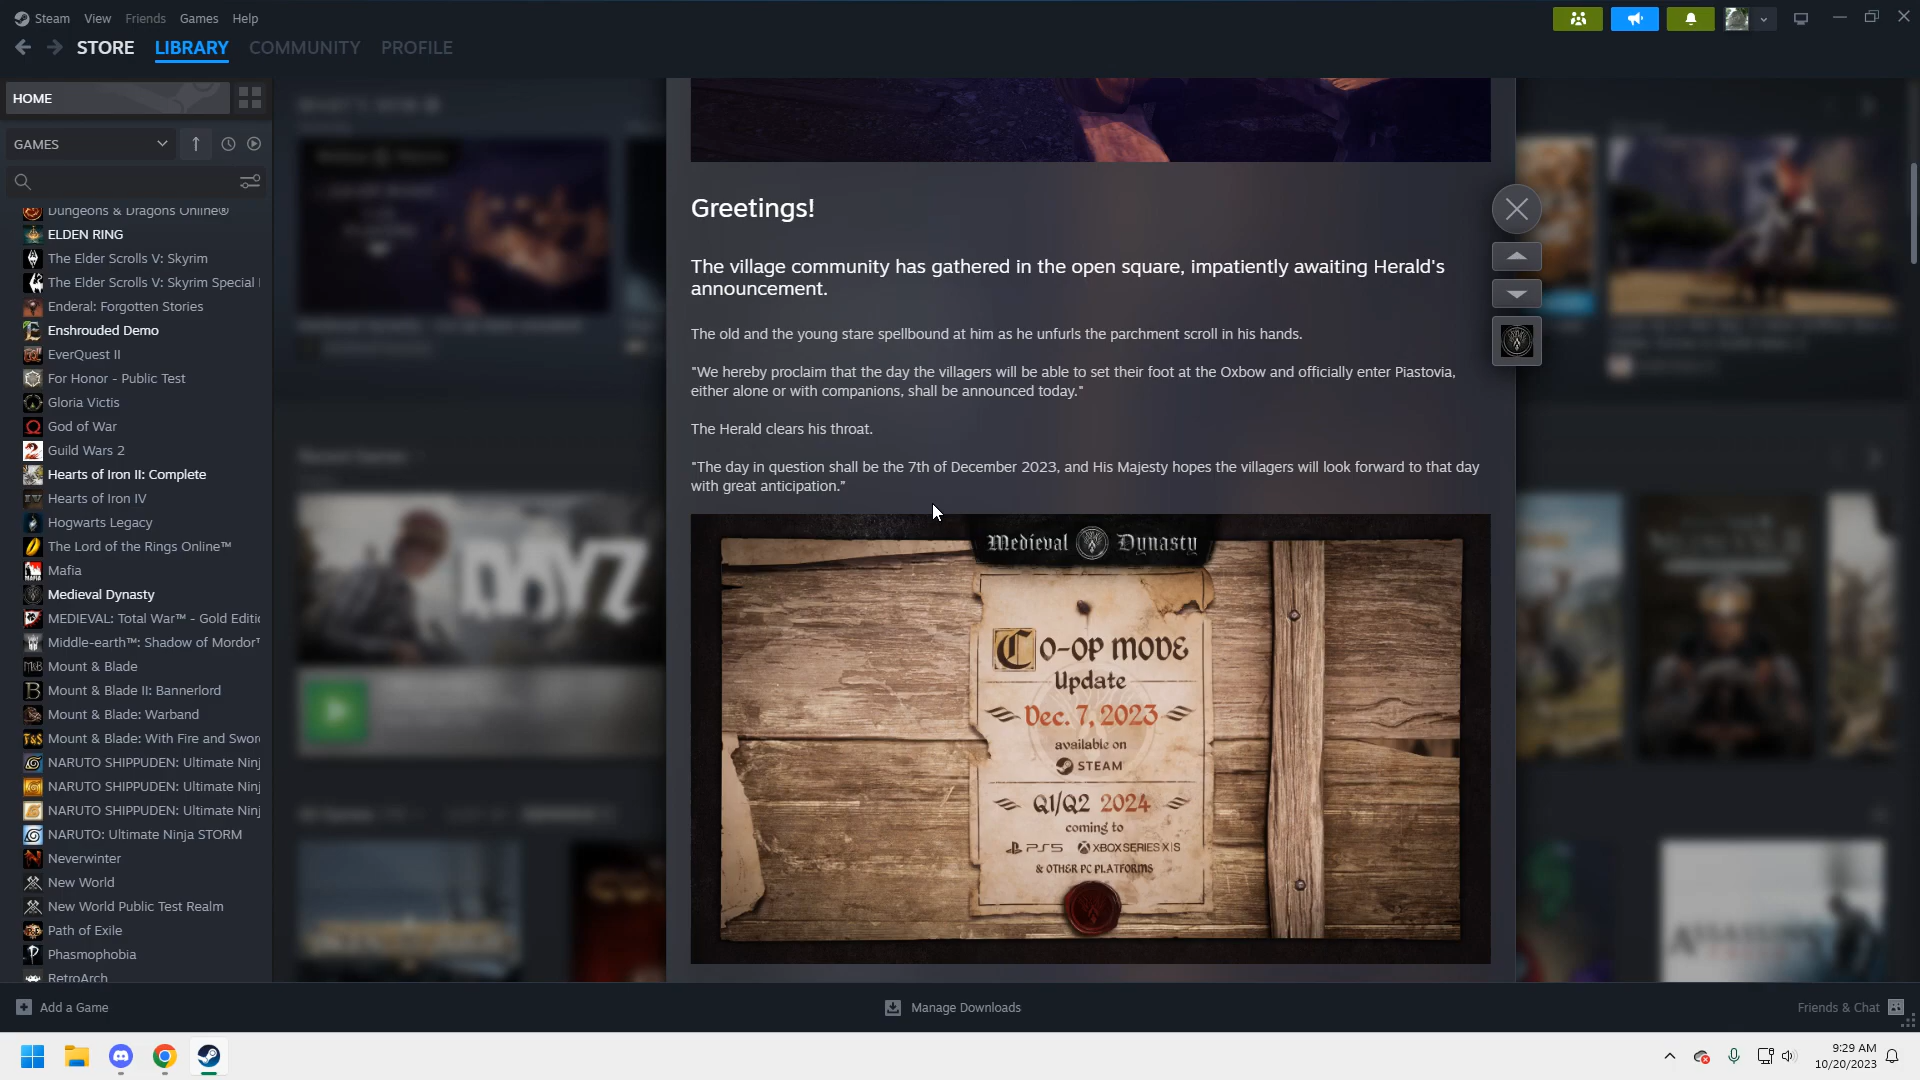 Steam View Friends Games Help
STORE LIBRARY COMMUNITY PROFILE
HOME
GAMES
Dungeons & Dragons Online®
ELDEN RING
The Elder Scrolls V: Skyrim
The Elder Scrolls V: Skyrim Special
Enderal: Forgotten Stories
Enshrouded Demo
EverQuest II
For Honor - Public Test
Gloria Victis
God of War
Guild Wars 2
Hearts of Iron II: Complete
Hearts of Iron IV
Hogwarts Legacy
The Lord of the Rings Online™
Mafia
Medieval Dynasty
MEDIEVAL: Total War™ - Gold Editi
Middle-earth™: Shadow of Mordor™
Mount & Blade
Mount & Blade II: Bannerlord
Mount & Blade: Warband
Mount & Blade: With Fire and Swor
NARUTO SHIPPUDEN: Ultimate Ninj
NARUTO SHIPPUDEN: Ultimate Ninj
NARUTO SHIPPUDEN: Ultimate Ninj
NARUTO: Ultimate Ninja STORM
Neverwinter
New World
New World Public Test Realm
Path of Exile
Phasmophobia
RetroArch
DAYZ
Greetings!
The village community has gathered in the open square, impatiently awaiting Herald's
announcement.
The old and the young stare spellbound at him as he unfurls the parchment scroll in his hands.
"We hereby proclaim that the day the villagers will be able to set their foot at the Oxbow and officially enter Piastovia,
either alone or with companions, shall be announced today."
The Herald clears his throat.
"The day in question shall be the 7th of December 2023, and His Majesty hopes the villagers will look forward to that day
with great anticipation."
Medieval Dynasty
Co-op mode
Update
Dec. 7, 2023
available on
STEAM
Q1/Q2 2024
coming to
PS5 XBOX SERIES X|S
& OTHER PC PLATFORMS
Add a Game
Manage Downloads
Friends & Chat
9:29 AM
10/20/2023